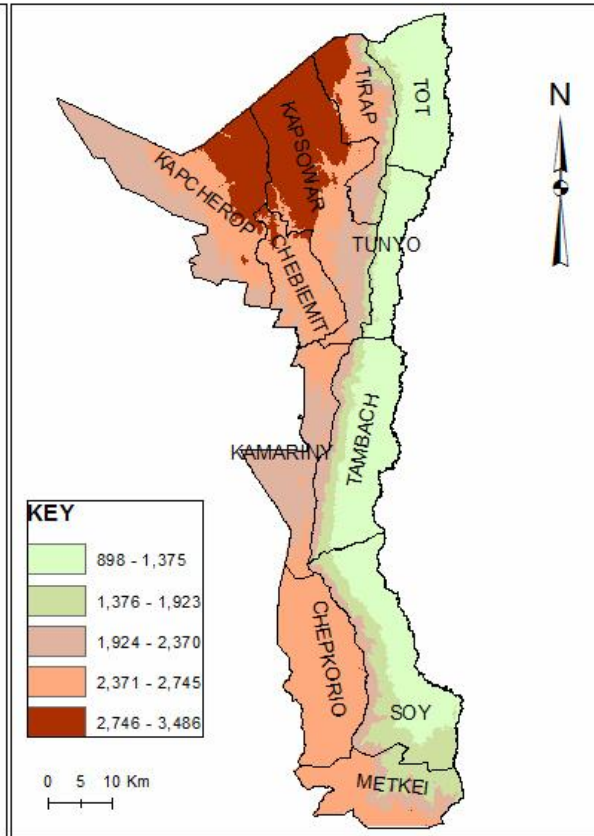 N
TIRAP
TOT
KAPSOWAR
KAPCHEROP
TUNYO
CHEBIEMIT
TAMBACH
KAMARINY
KEY
898 - 1,375
1,376 - 1,923
1,924 - 2,370
2,371 - 2,745
2,746 - 3,486
CHEPKORIO
SOY
METKEI
0 5 10 Km